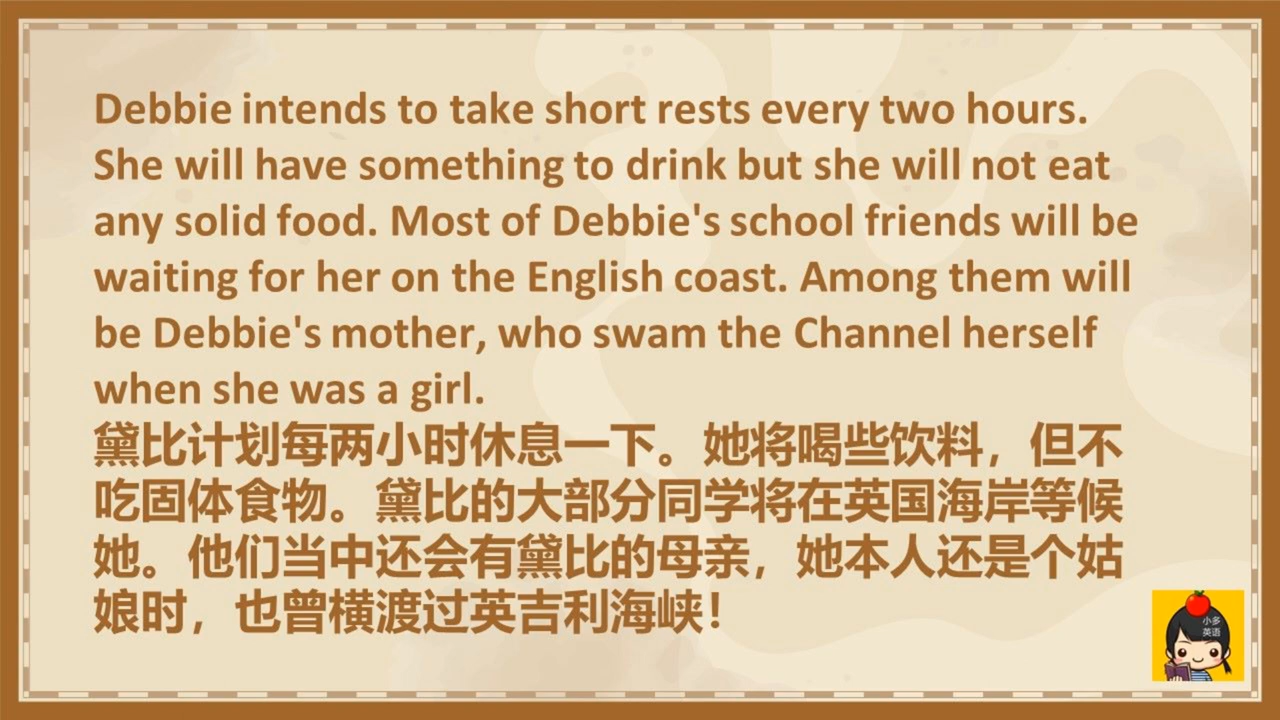 Debbie intends to take short rests every two hours.
She will have something to drink but she will not eat
any solid food. Most of Debbie's school friends will be
waiting for her on the English coast. Among them will
be Debbie's mother, who swam the Channel herself
when she was a girl.
黛比计划每两小时休息一下。她将喝些饮料，但不
吃固体食物。黛比的大部分同学将在英国海岸等候
她。他们当中还会有黛比的母亲，她本人还是个姑
娘时，也曾横渡过英吉利海峡！
小多
英语